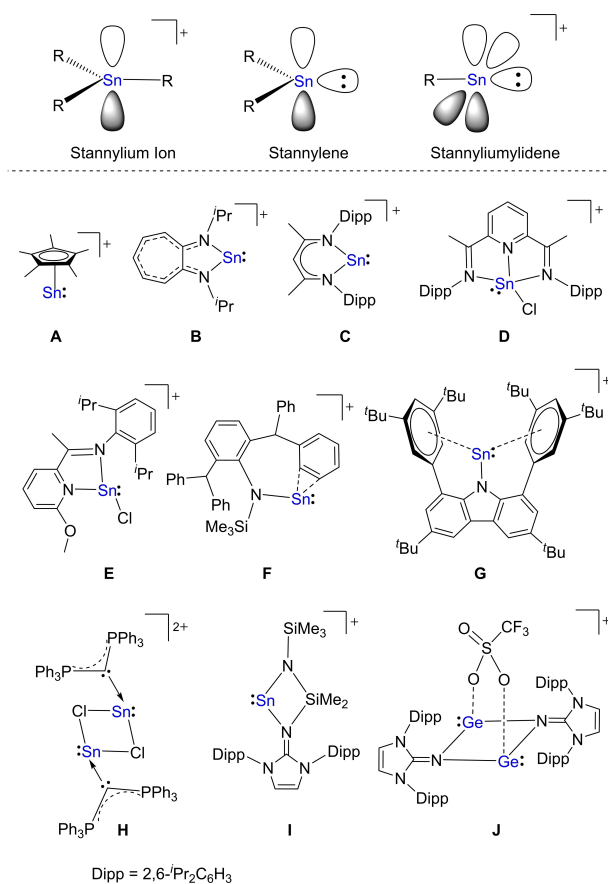 +
+
R
R
Sn
R
R
R
Sn
:
R
Sn
:
Stannylium Ion
Stannylene
Stannyliumylidene
+
Sn:
A
+
iPr
N
Sn:
N
iPr
B
+
Dipp
N
Sn:
N
Dipp
C
+
N
Dipp
N
Sn
N
Dipp
:
Cl
D
+
iPr
N
iPr
N
Sn:
Cl
O
E
+
Ph
Ph
Ph
N
Sn:
Me3Si
F
+
tBu
tBu
tBu
tBu
Sn:
N
tBu
tBu
G
2+
PPh3
Ph3P
:
Cl
Sn:
:Sn
Cl
:
PPh3
Ph3P
H
+
SiMe3
N
:Sn
SiMe2
N
Dipp
Dipp
N
N
I
+
O
CF3
S
O
O
Dipp
Dipp
N
:Ge
N
N
N
N
Ge:
Dipp
N
Dipp
J
Dipp = 2,6-iPr2C6H3